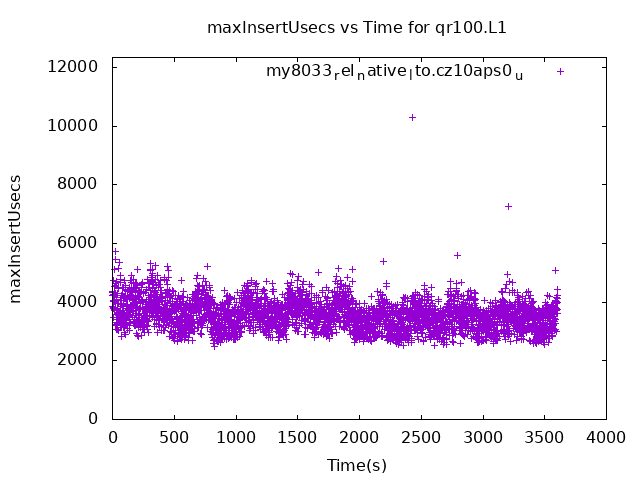 maxInsertUsecs vs Time for qr100.L1
maxInsertUsecs
my8033relnativelto.cz10aps0u
12000
10000
8000
6000
4000
2000
0
0 500 1000 1500 2000 2500 3000 3500 4000
Time(s)